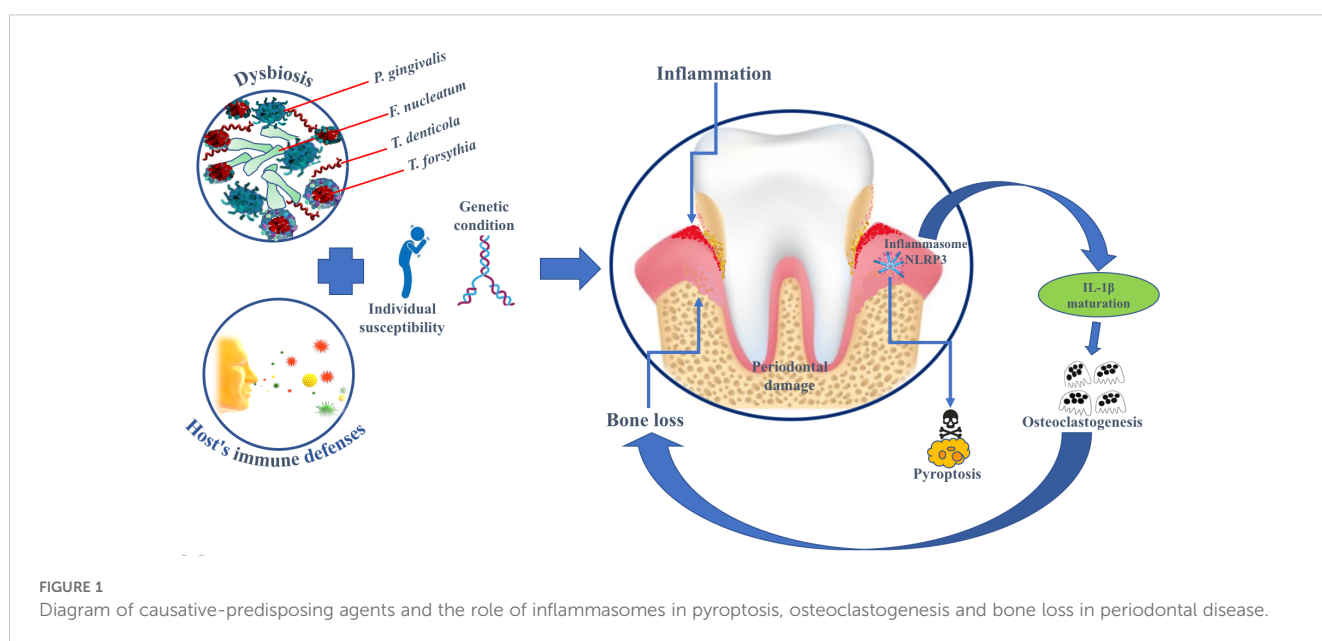 Dysbiosis
P. gingivalis
F. nucleatum
T. denticola
T. forsythia
Host's immune defenses
Individual
susceptibility
Genetic
condition
Inflammation
Inflammasome
NLRP3
Periodontal
damage
Bone loss
Pyroptosis
IL-1β
maturation
Osteoclastogenesis
FIGURE 1
Diagram of causative-predisposing agents and the role of inflammasomes in pyroptosis, osteoclastogenesis and bone loss in periodontal disease.